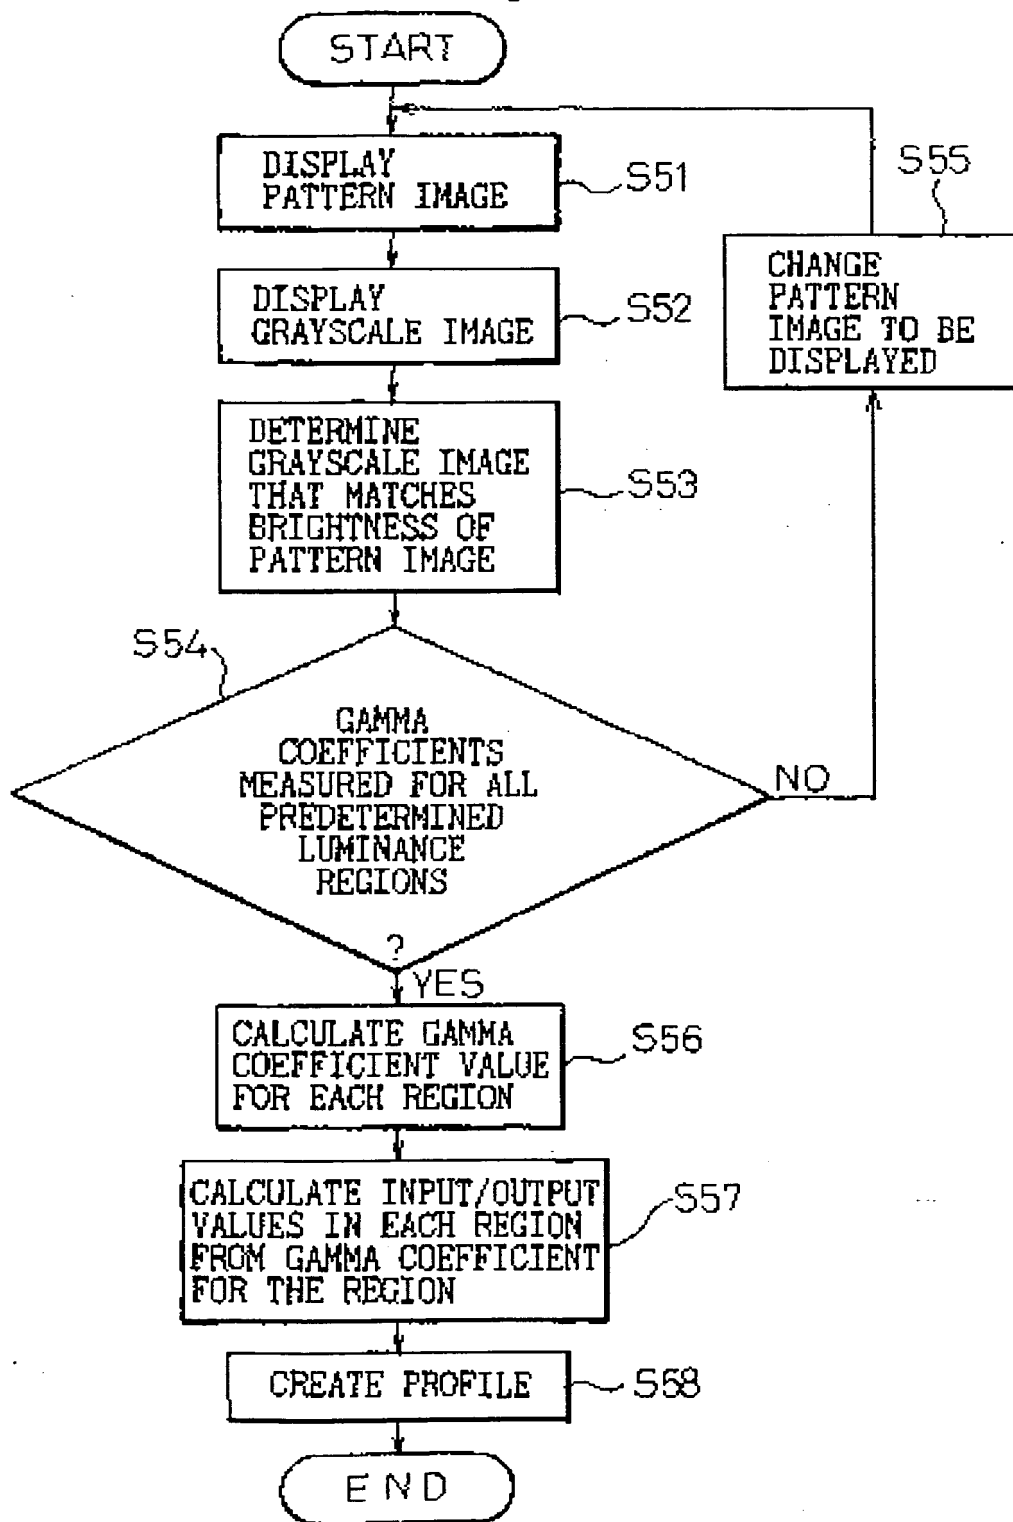 START
DISPLAY
PATTERN IMAGE
S51
S55
CHANGE
PATTERN
IMAGE TO BE
DISPLAYED
DISPLAY
GRAYSCALE IMAGE
S52
DETERMINE
GRAYSCALE IMAGE
THAT MATCHES
BRIGHTNESS OF
PATTERN IMAGE
S53
S54
GAMMA
COEFFICIENTS
MEASURED FOR ALL
PREDETERMINED
LUMINANCE
REGIONS
?
NO
YES
CALCULATE GAMMA
COEFFICIENT VALUE
FOR EACH REGION
S56
CALCULATE INPUT/OUTPUT
VALUES IN EACH REGION
FROM GAMMA COEFFICIENT
FOR THE REGION
S57
CREATE PROFILE
S58
END